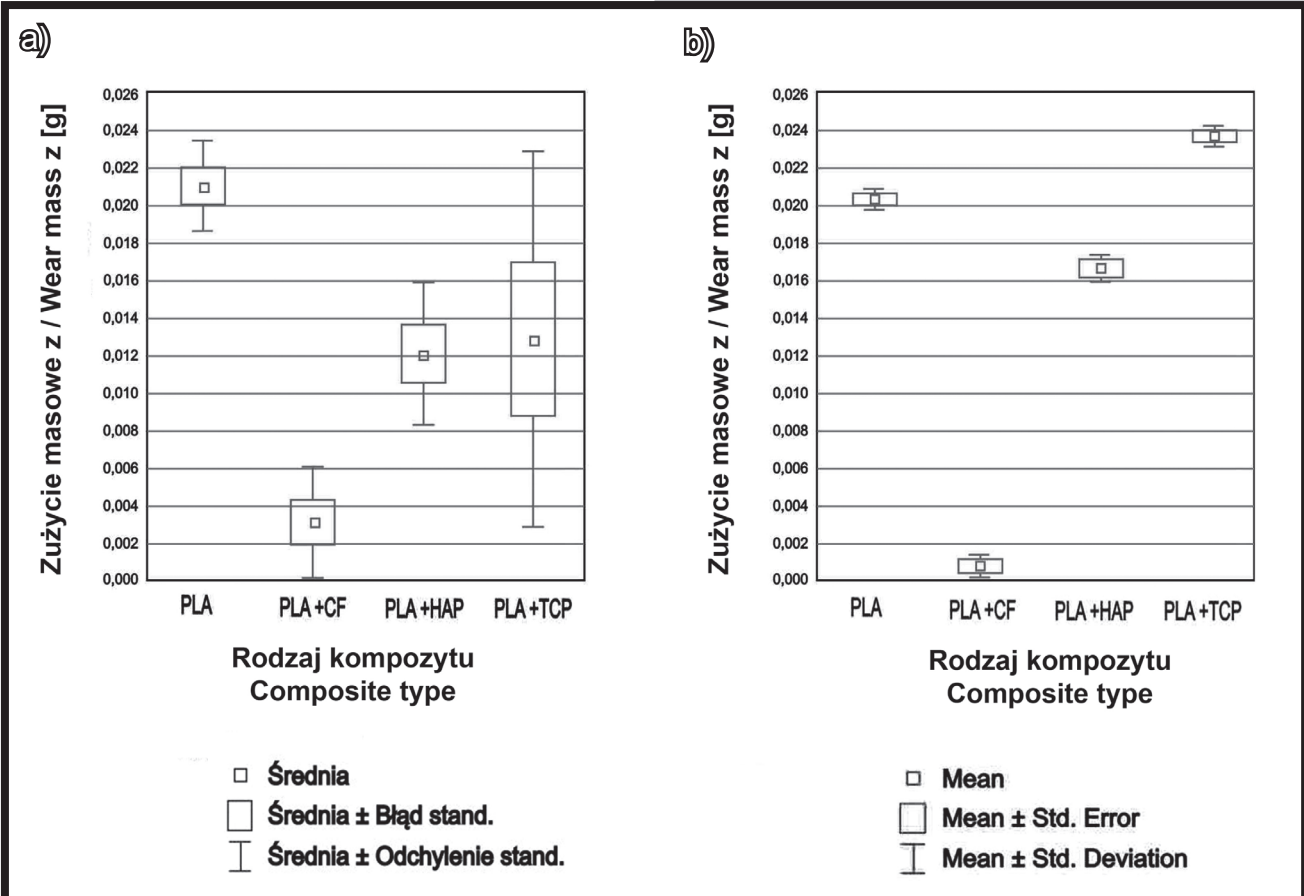 a)
Zużycie masowe z / Wear mass z [g]
0,026
0,024
0,022
0,020
0,018
0,016
0,014
0,012
0,010
0,008
0,006
0,004
0,002
0,000
PLA
PLA +CF
PLA +HAP
PLA +TCP
Rodzaj kompozytu
Composite type
Średnia
Średnia ± Błąd stand.
Średnia ± Odchylenie stand.
b)
Zużycie masowe z / Wear mass z [g]
0,026
0,024
0,022
0,020
0,018
0,016
0,014
0,012
0,010
0,008
0,006
0,004
0,002
0,000
PLA
PLA +CF
PLA +HAP
PLA +TCP
Rodzaj kompozytu
Composite type
Mean
Mean ± Std. Error
Mean ± Std. Deviation